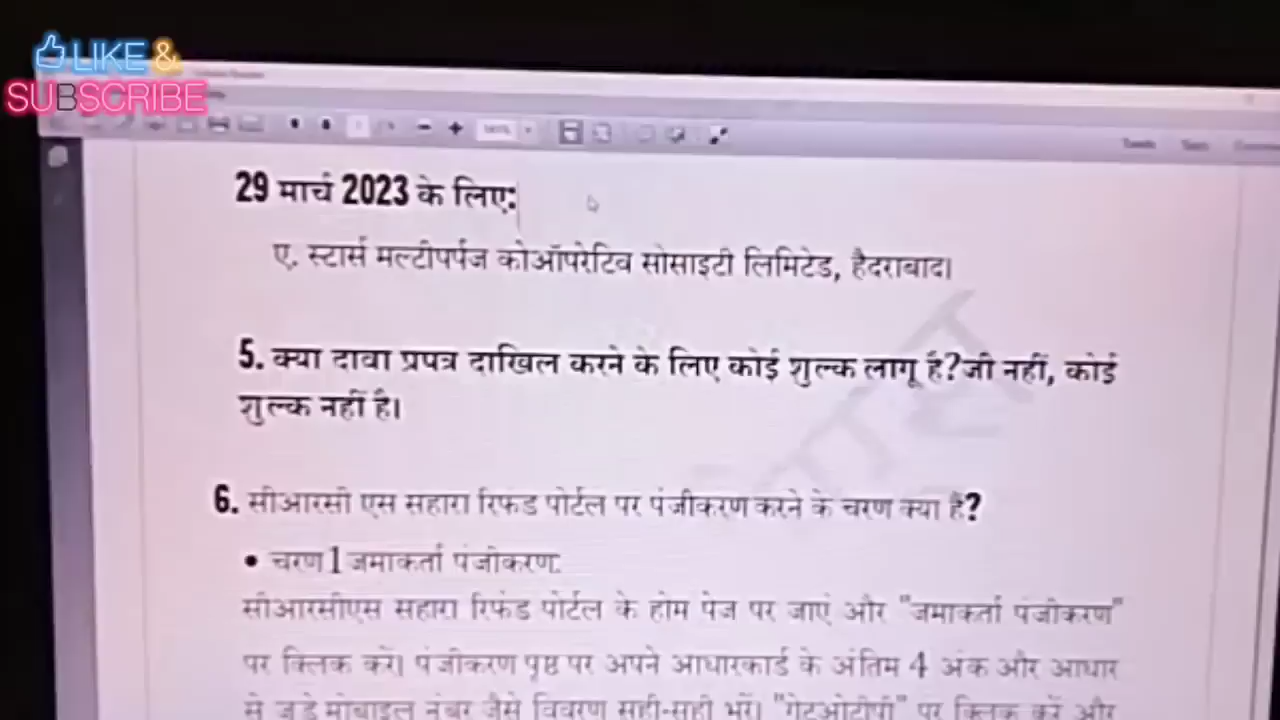 LIKE &
SUBSCRIBE
29 मार्च 2023 के लिए:
ए. स्टार्स मल्टीपर्पज कोऑपरेटिव सोसाइटी लिमिटेड, हैदराबाद।
5. क्या दावा प्रपत्र दाखिल करने के लिए कोई शुल्क लागू है?जी नहीं, कोई
शुल्क नहीं है।
6. सीआरसी एस सहारा रिफंड पोर्टल पर पंजीकरण करने के चरण क्या है?
• चरण 1 जमाकर्ता पंजीकरण:
सीआरसीएस सहारा रिफंड पोर्टल के होम पेज पर जाएं और "जमाकर्ता पंजीकरण"
पर क्लिक करें। पंजीकरण पृष्ठ पर अपने आधारकार्ड के अंतिम 4 अंक और आधार
से जुड़े मोबाइल नंबर जैसे विवरण सही-सही भरें। "गेटओटीपी" पर क्लिक करें और